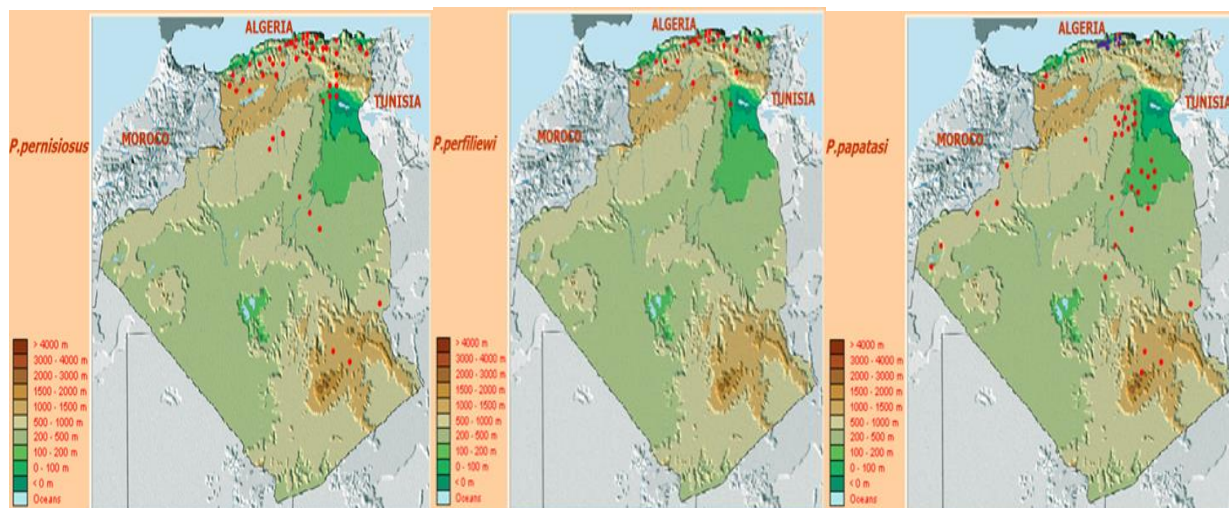 ALGERIA
TUNISIA
MOROCO
P.pernisiosus
> 4000 m
3000 - 4000 m
2000 - 3000 m
1500 - 2000 m
1000 - 1500 m
500 - 1000 m
200 - 500 m
100 - 200 m
0 - 100 m
< 0 m
Oceans
ALGERIA
TUNISIA
MOROCO
P.perfiliewi
> 4000 m
3000 - 4000 m
2000 - 3000 m
1500 - 2000 m
1000 - 1500 m
500 - 1000 m
200 - 500 m
100 - 200 m
0 - 100 m
< 0 m
Oceans
ALGERIA
TUNISIA
MOROCO
P.papatasi
> 4000 m
3000 - 4000 m
2000 - 3000 m
1500 - 2000 m
1000 - 1500 m
500 - 1000 m
200 - 500 m
100 - 200 m
0 - 100 m
< 0 m
Oceans